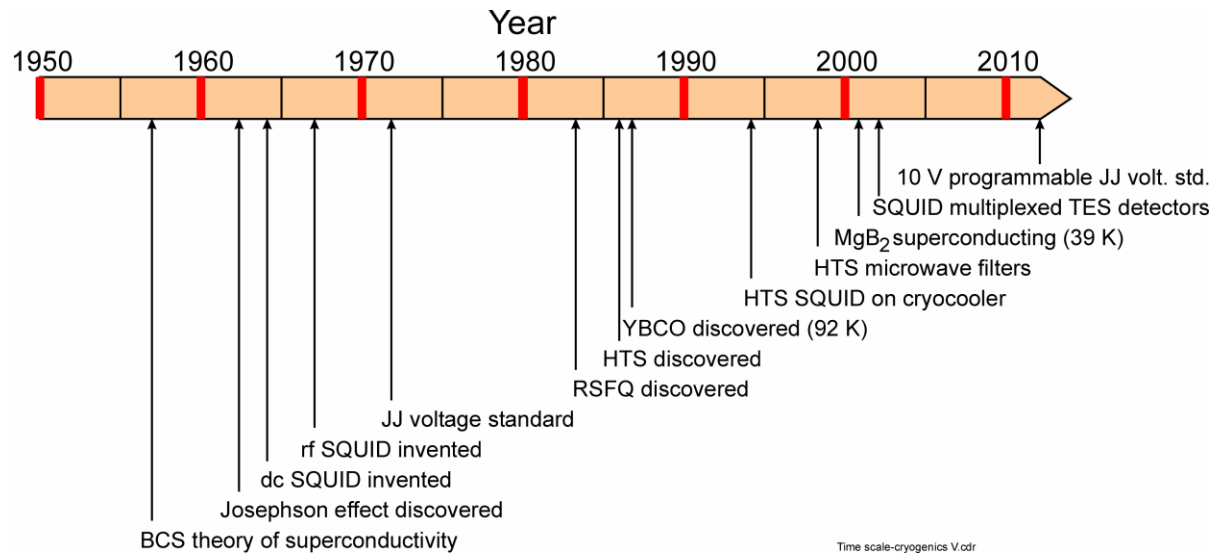 Year
1950 1960 1970 1980 1990 2000 2010
10 V programmable JJ volt. std.
SQUID multiplexed TES detectors
MgB2 superconducting (39 K)
HTS microwave filters
HTS SQUID on cryocooler
YBCO discovered (92 K)
HTS discovered
RSFQ discovered
JJ voltage standard
rf SQUID invented
dc SQUID invented
Josephson effect discovered
BCS theory of superconductivity
Time scale-cryogenics V.cdr